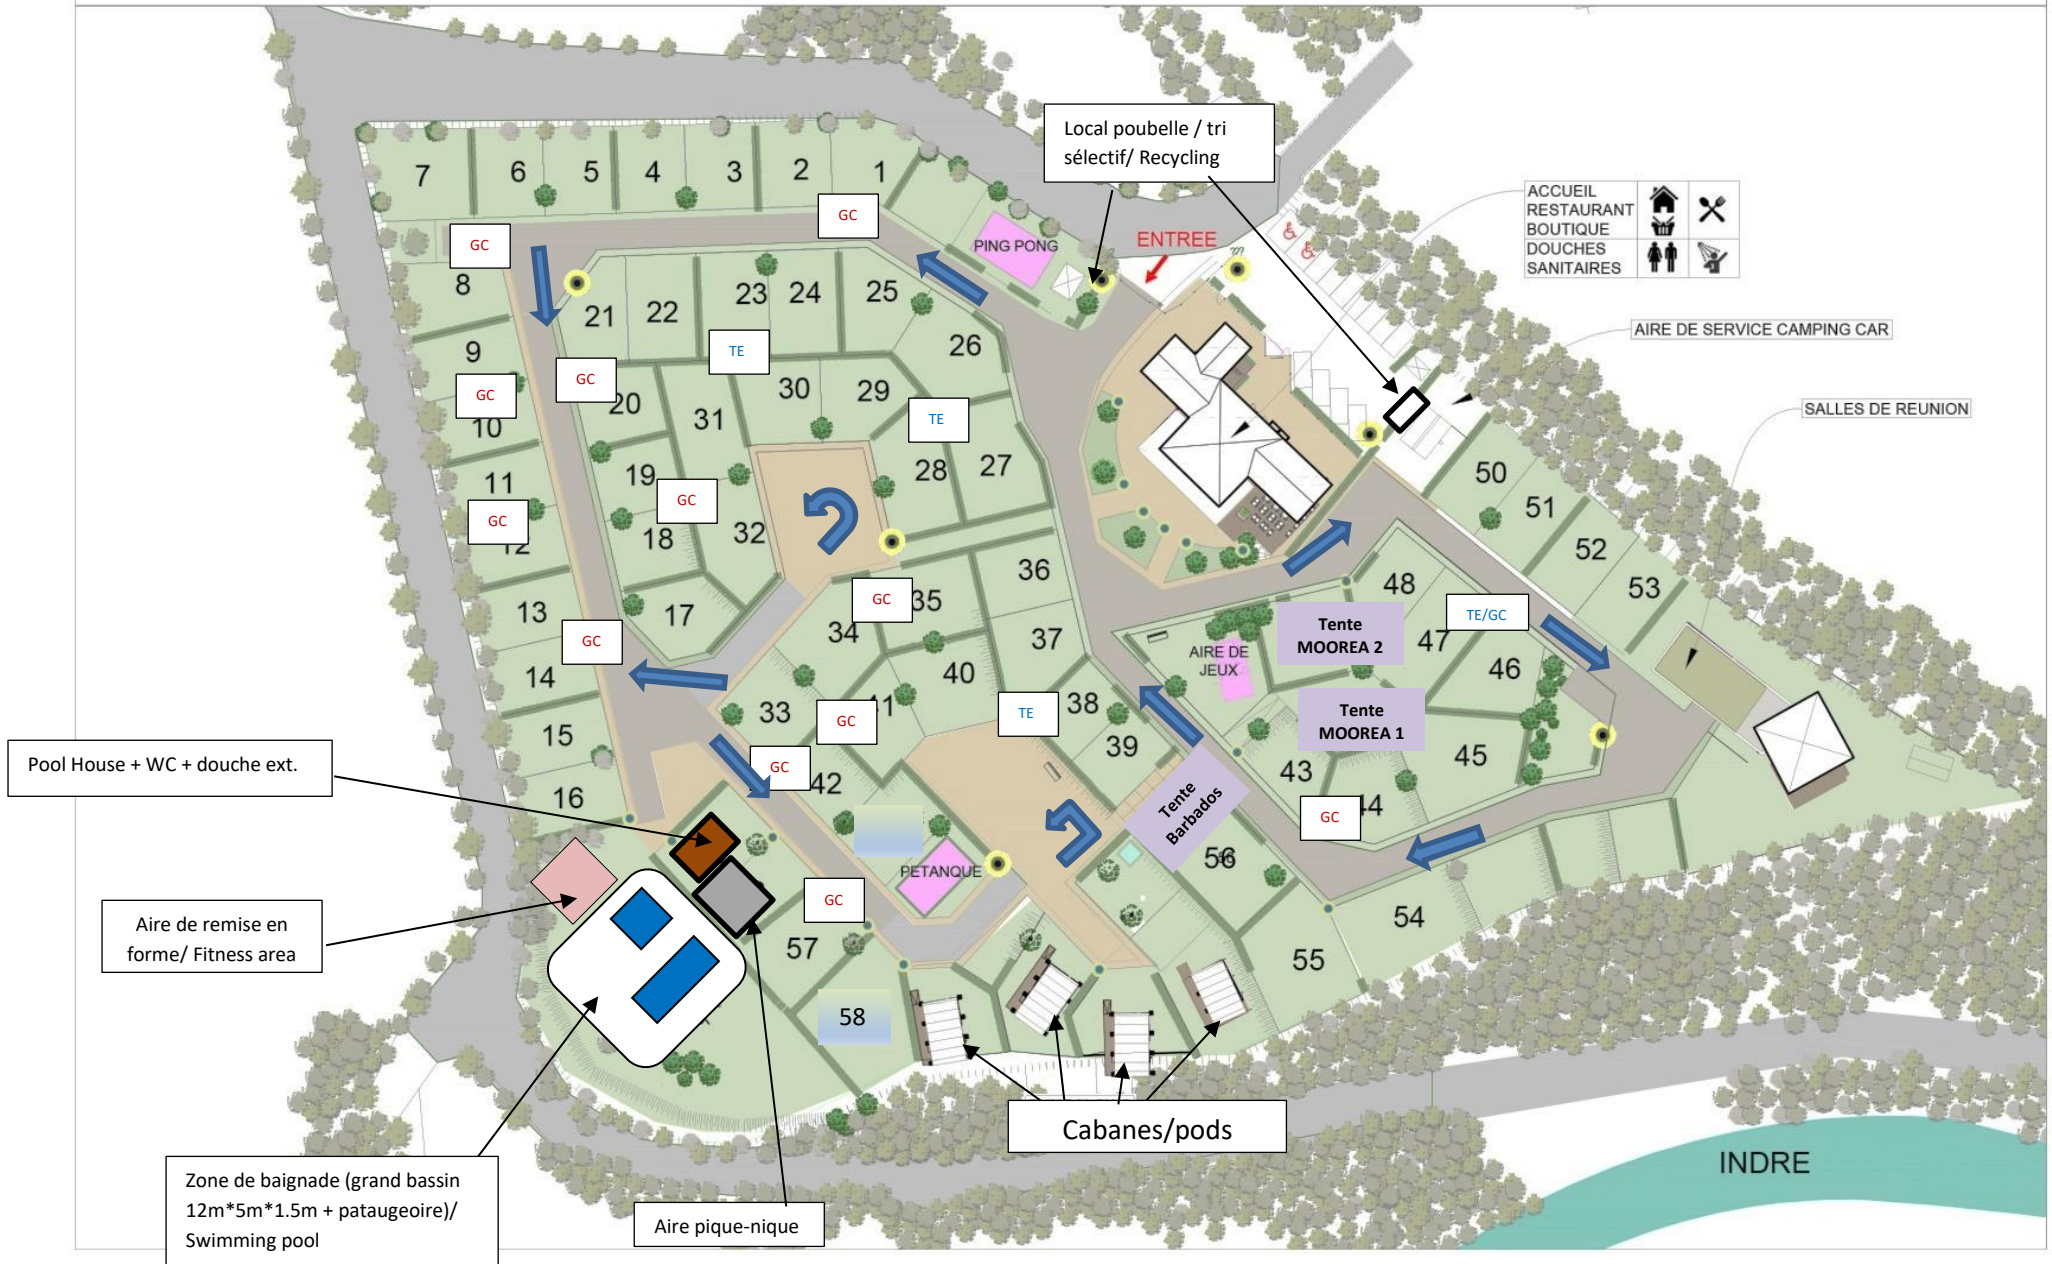 Local poubelle / tri
sélectif/ Recycling
ENTREE
PING PONG
ACCUEIL
RESTAURANT
BOUTIQUE
DOUCHES
SANITAIRES
AIRE DE SERVICE CAMPING CAR
SALLES DE REUNION
7
6
5
4
3
2
1
GC
GC
8
9
GC
10
11
GC
12
13
GC
14
15
16
21
22
23
24
25
26
TE
GC
20
31
30
29
TE
28
27
19
GC
18
32
17
36
GC
35
34
37
40
33
GC
41
TE
38
39
GC
42
PETANQUE
GC
57
58
50
51
52
53
48
47
TE/GC
46
45
Tente
MOOREA 2
AIRE DE
JEUX
Tente
MOOREA 1
43
GC
44
Tente
Barbados
56
54
55
Pool House + WC + douche ext.
Aire de remise en
forme/ Fitness area
Zone de baignade (grand bassin
12m*5m*1.5m + pataugeoire)/
Swimming pool
Aire pique-nique
Cabanes/pods
INDRE